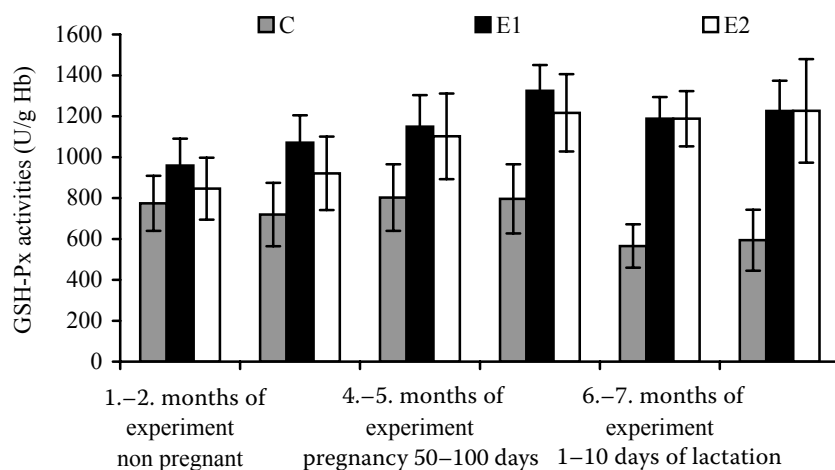 C E1 E2
GSH-Px activities (U/g Hb)
1600
1400
1200
1000
800
600
400
200
0
1.–2. months of
experiment
non pregnant
4.–5. months of
experiment
pregnancy 50–100 days
6.–7. months of
experiment
1–10 days of lactation